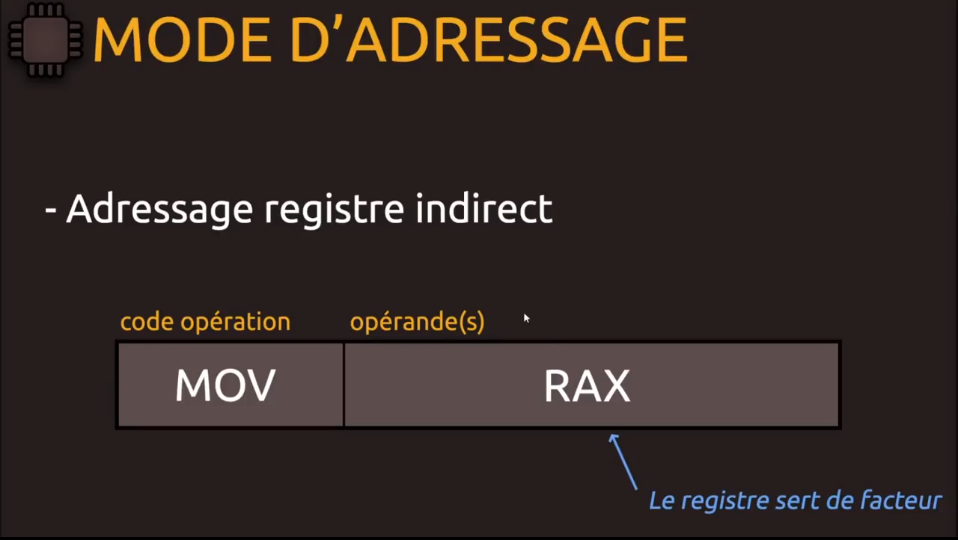 MODE D’ADRESSAGE
- Adressage registre indirect
code opération opérande(s)
MOV RAX
Le registre sert de facteur